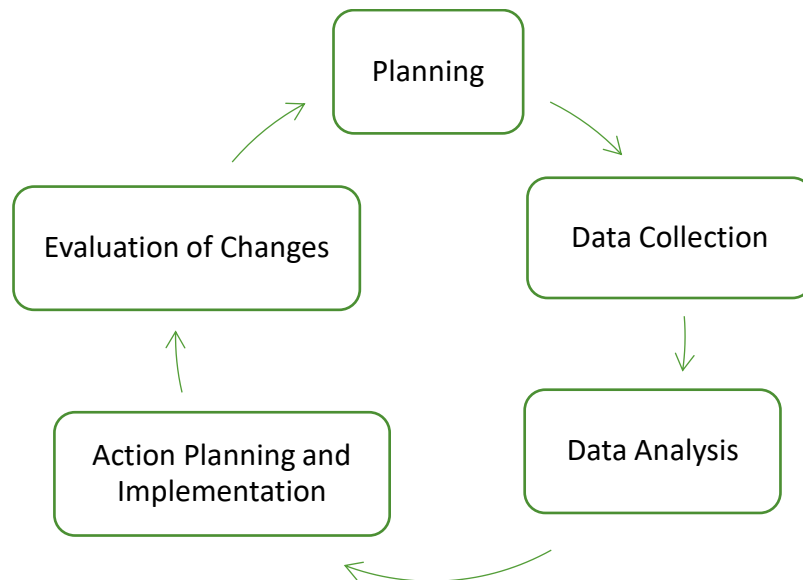 Planning
Data Collection
Data Analysis
Action Planning and
Implementation
Evaluation of Changes